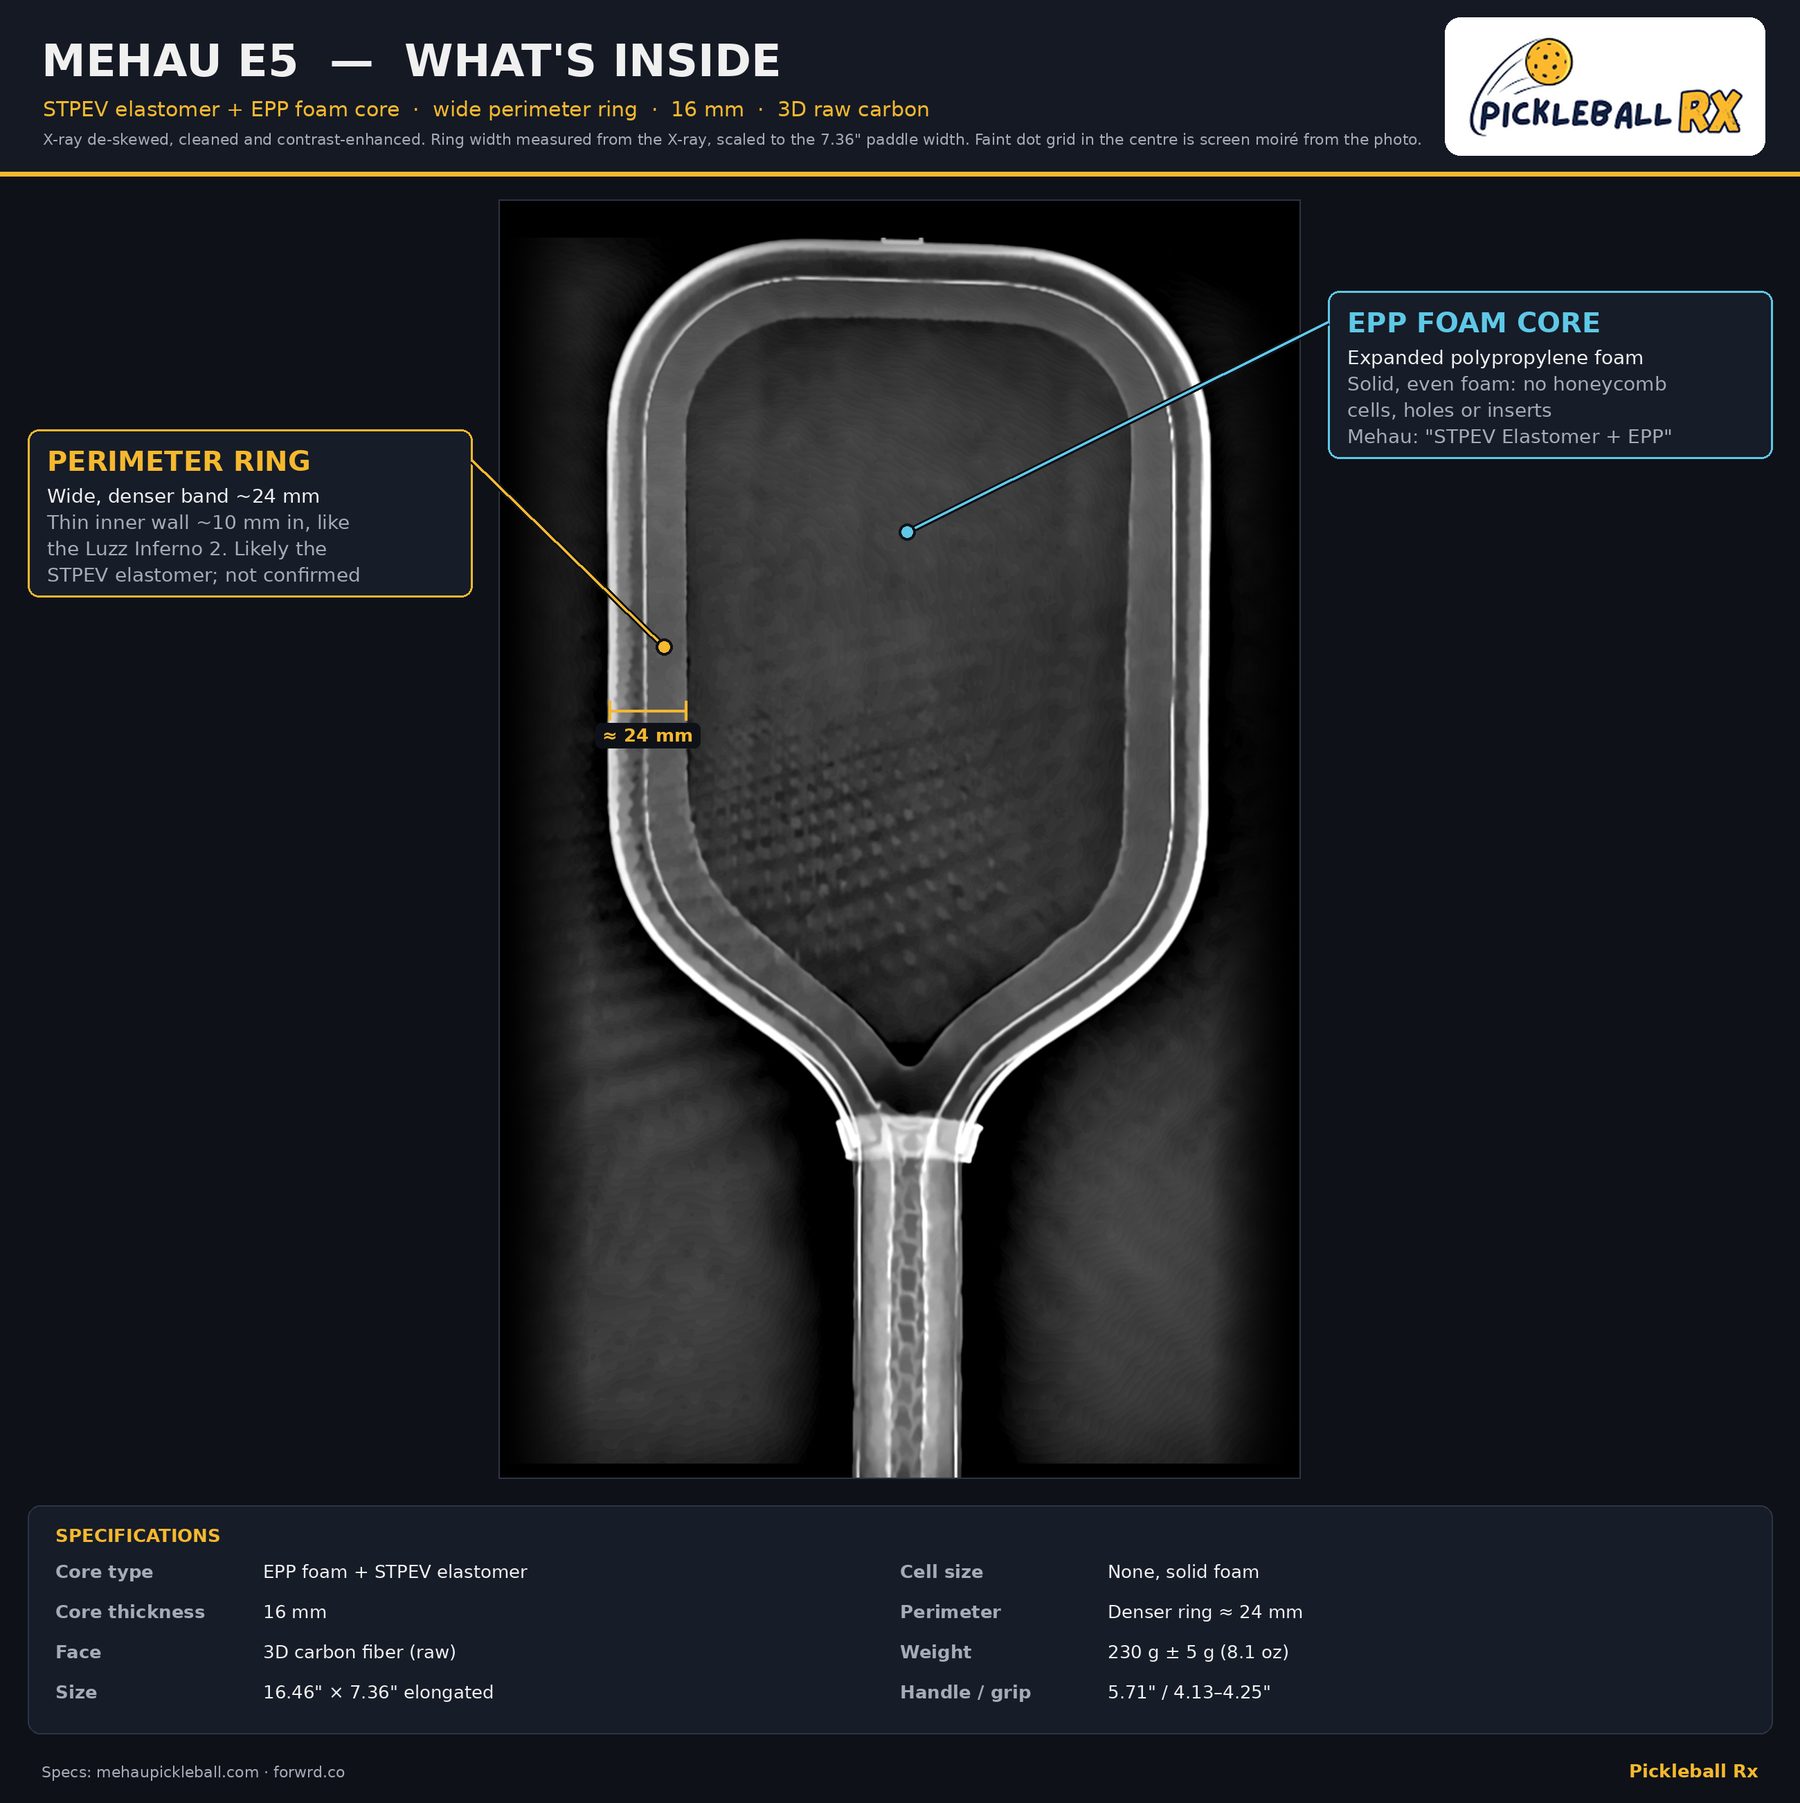 MEHAU E5 — WHAT'S INSIDE
STPEV elastomer + EPP foam core · wide perimeter ring · 16 mm · 3D raw carbon
X-ray de-skewed, cleaned and contrast-enhanced. Ring width measured from the X-ray, scaled to the 7.36" paddle width. Faint dot grid in the centre is screen moiré from the photo.
PICKLEBALL RX
EPP FOAM CORE
Expanded polypropylene foam
Solid, even foam: no honeycomb
cells, holes or inserts
Mehau: "STPEV Elastomer + EPP"
PERIMETER RING
Wide, denser band ~24 mm
Thin inner wall ~10 mm in, like
the Luzz Inferno 2. Likely the
STPEV elastomer; not confirmed
≈ 24 mm
SPECIFICATIONS
Core type EPP foam + STPEV elastomer
Cell size None, solid foam
Core thickness 16 mm
Perimeter Denser ring ≈ 24 mm
Face 3D carbon fiber (raw)
Weight 230 g ± 5 g (8.1 oz)
Size 16.46" × 7.36" elongated
Handle / grip 5.71" / 4.13–4.25"
Specs: mehaupickleball.com · forwrd.co
Pickleball Rx